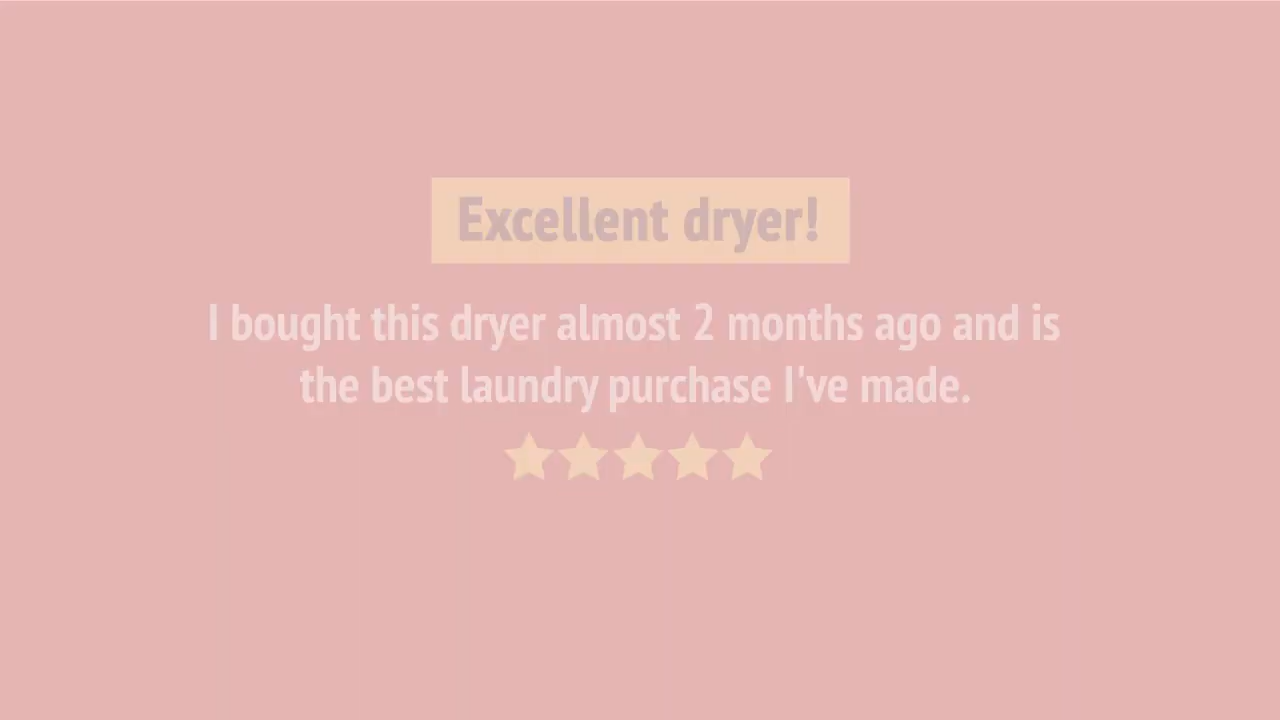 Excellent dryer!
I bought this dryer almost 2 months ago and is
the best laundry purchase I've made.